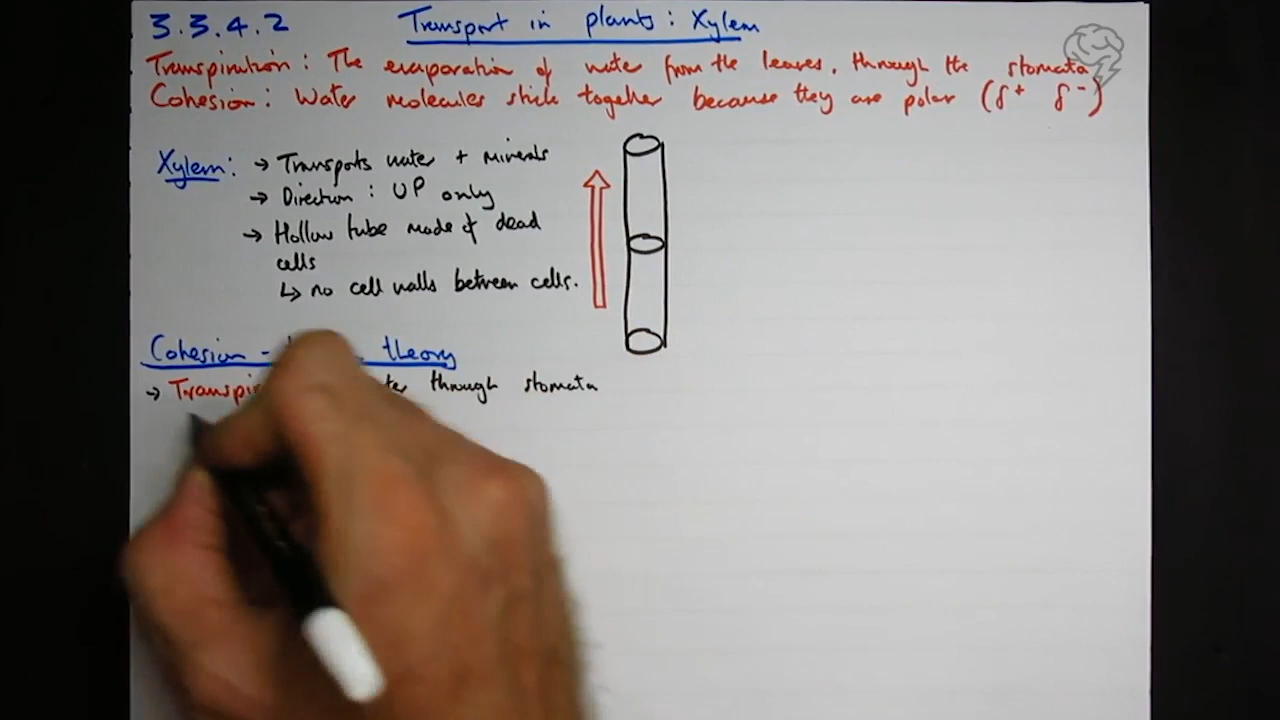 3.3.4.2 Transport in plants : Xylem
Transpiration : The evaporation of water from the leaves, through the stomata
Cohesion : Water molecules stick together because they are polar (δ+ δ-)
Xylem : → Transports water + minerals
→ Direction : UP only
→ Hollow tube made of dead
cells
↳ no cell walls between cells.
Cohesion - theory
→ through stomata